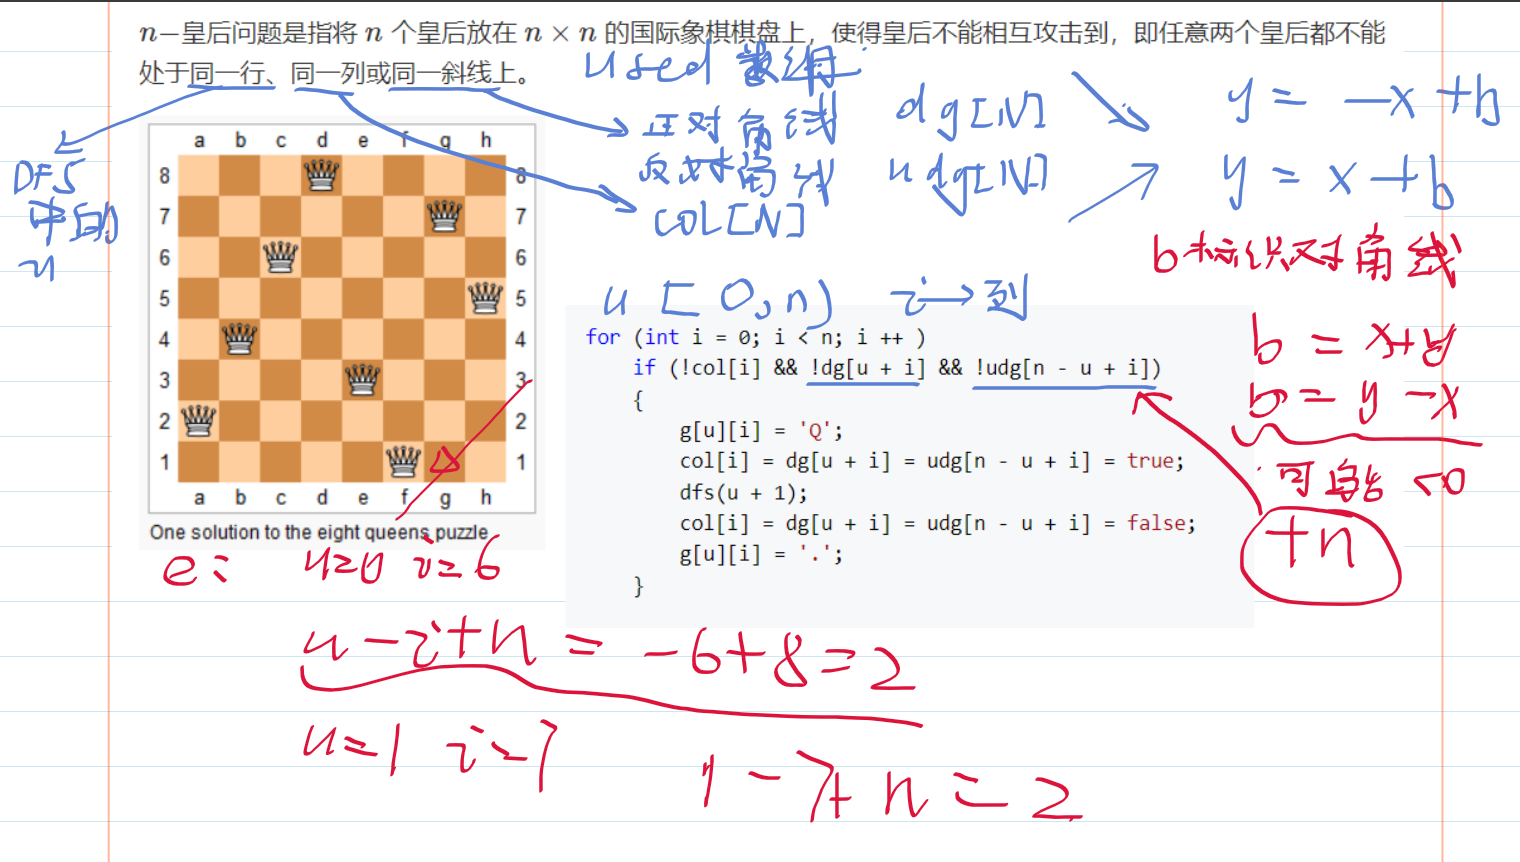 n−皇后问题是指将 n 个皇后放在 n × n 的国际象棋棋盘上，使得皇后不能相互攻击到，即任意两个皇后都不能
处于同一行、同一列或同一斜线上。
used 数组:
正对角线 dg[N] y = -x + b
反对角线 udg[N] y = x + b
COL[N]
DFS
中的
u
b标识对角线
u [0,n) i→列
a b c d e f g h
8 8
7 7
6 6
5 5
4 4
3 3
2 2
1 1
a b c d e f g h
One solution to the eight queens puzzle
for (int i = 0; i < n; i ++ )
if (!col[i] && !dg[u + i] && !udg[n - u + i])
{
g[u][i] = 'Q';
col[i] = dg[u + i] = udg[n - u + i] = true;
dfs(u + 1);
col[i] = dg[u + i] = udg[n - u + i] = false;
g[u][i] = '.';
}
b = x+y
b = y -x
可能 <0
+n
e: u=0 i=6
u-i+n = -6+8=2
u=1 i=7
1-7+n=2